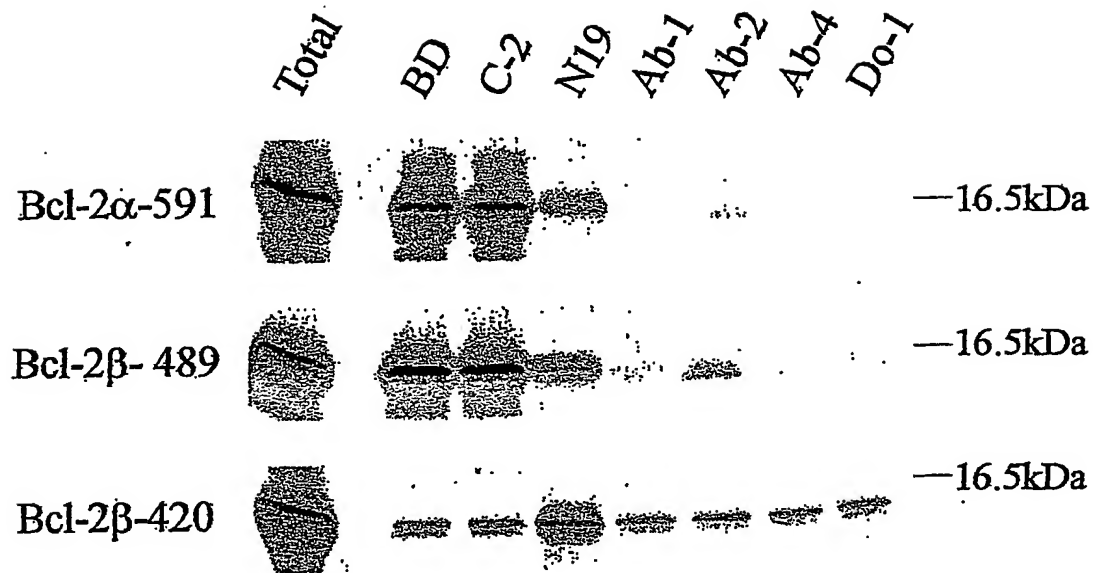 Total BD C-2 N19 Ab-1 Ab-2 Ab-4 Do-1
Bcl-2α-591 —16.5kDa
Bcl-2β- 489 —16.5kDa
Bcl-2β-420 —16.5kDa